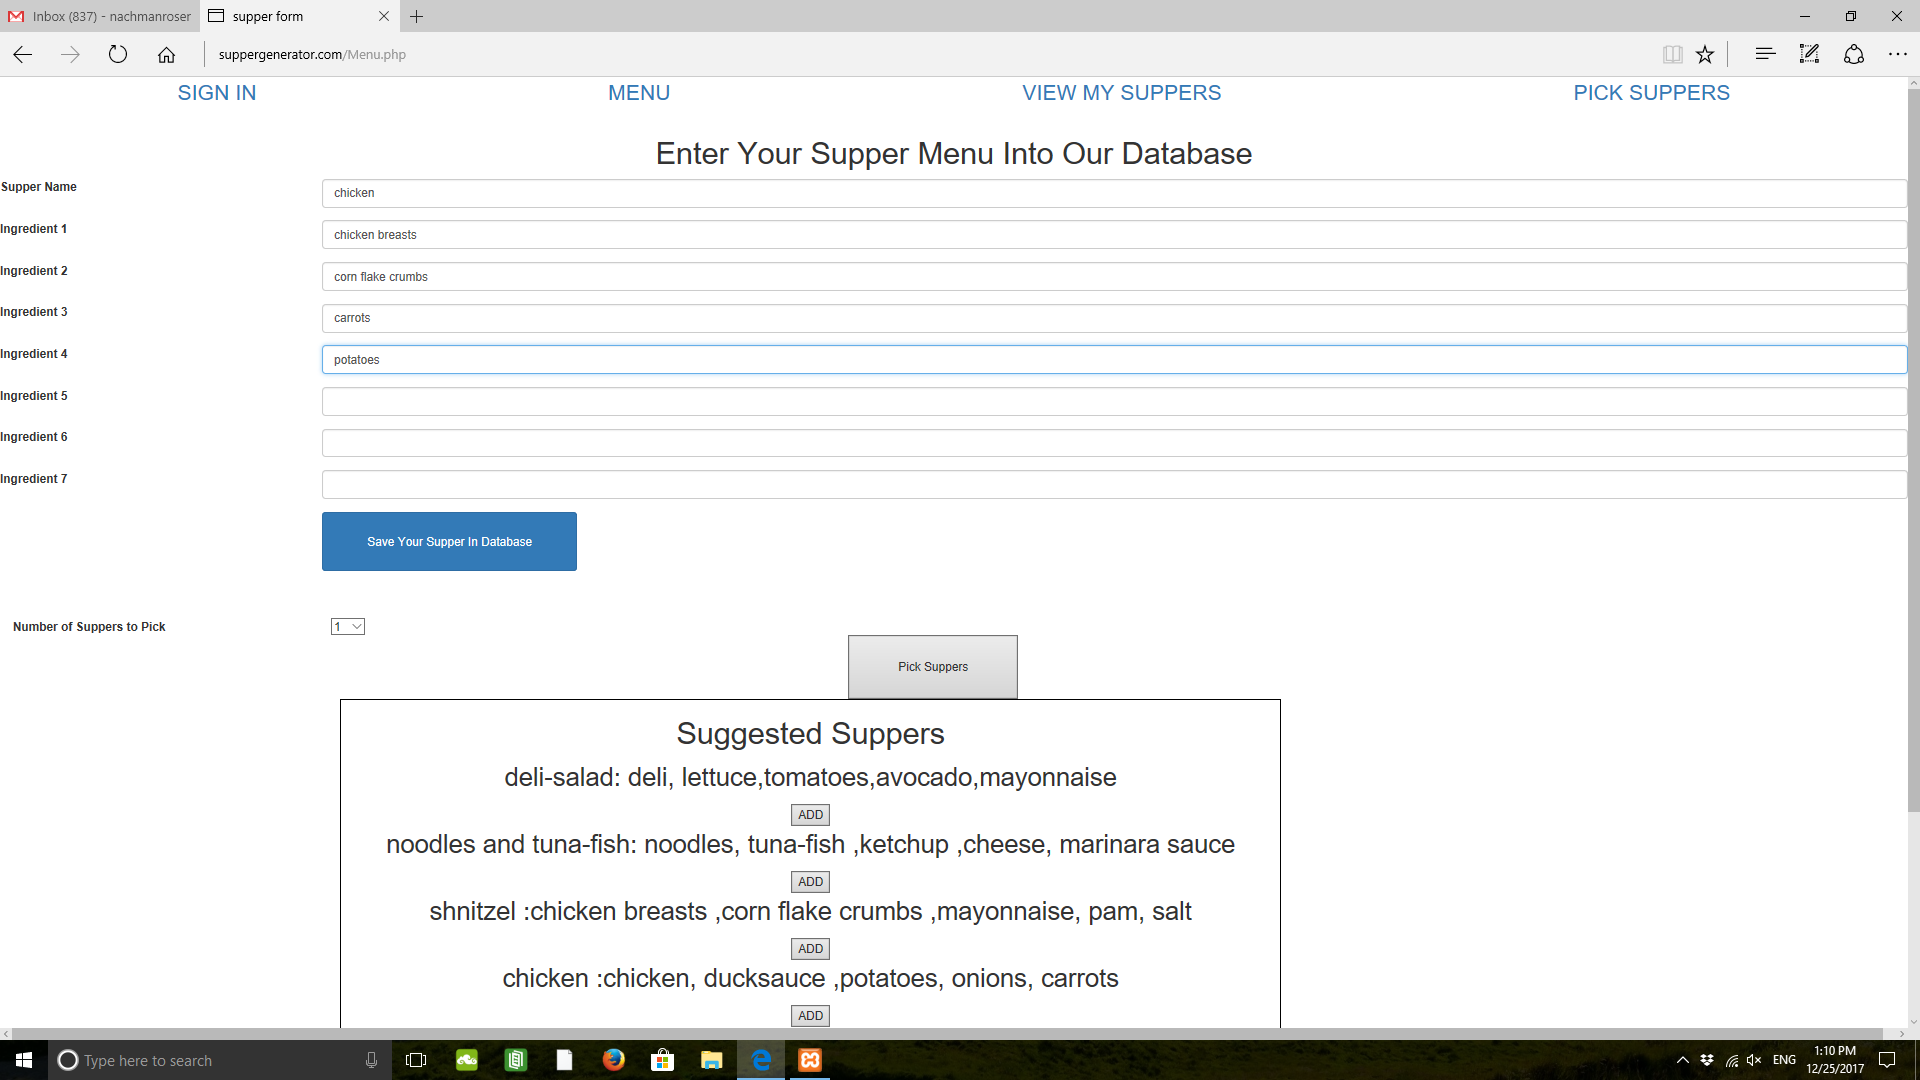 Inbox (837) - nachmanroser
supper form
suppergenerator.com/Menu.php
SIGN IN MENU VIEW MY SUPPERS PICK SUPPERS
Enter Your Supper Menu Into Our Database
Supper Name chicken
Ingredient 1 chicken breasts
Ingredient 2 corn flake crumbs
Ingredient 3 carrots
Ingredient 4 potatoes
Ingredient 5
Ingredient 6
Ingredient 7
Save Your Supper In Database
Number of Suppers to Pick 1
Pick Suppers
Suggested Suppers
deli-salad: deli, lettuce,tomatoes,avocado,mayonnaise
ADD
noodles and tuna-fish: noodles, tuna-fish ,ketchup ,cheese, marinara sauce
ADD
shnitzel :chicken breasts ,corn flake crumbs ,mayonnaise, pam, salt
ADD
chicken :chicken, ducksauce ,potatoes, onions, carrots
ADD
Type here to search
ENG
1:10 PM
12/25/2017